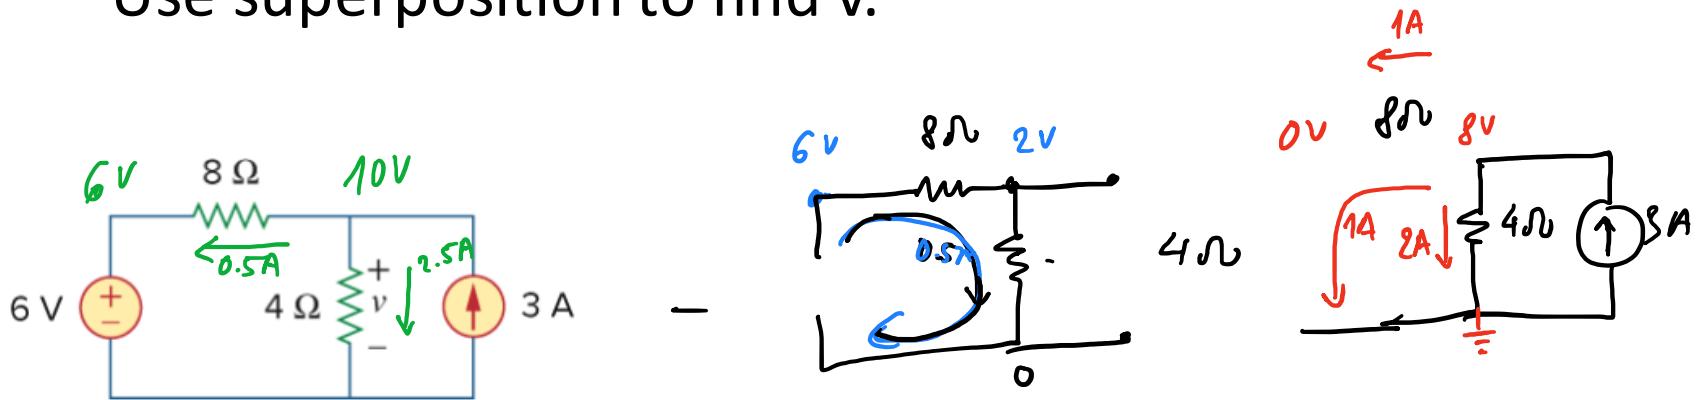 Use superposition to find v.
1A
6V 8 Ω 10V
6V 8Ω 2V
0V 8Ω 8V
0.5A 2.5A
0.5A
1A 2A 4Ω 3A
6 V 4 Ω + v − 3 A
4Ω
0